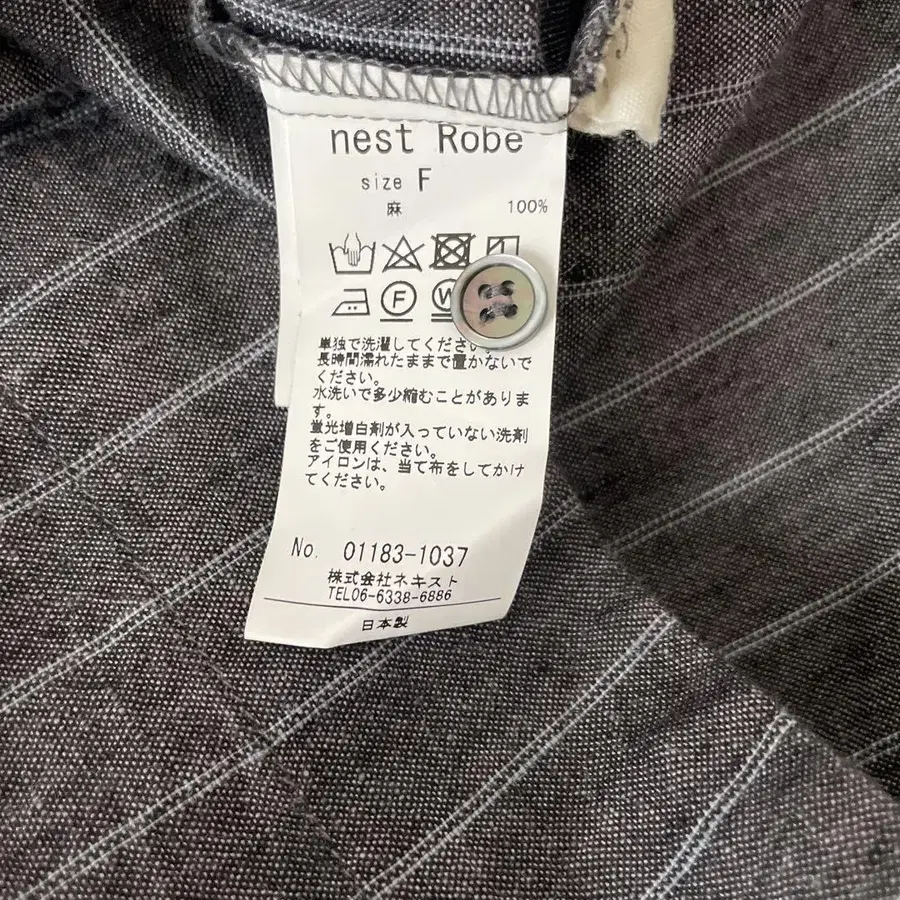 nest Robe
size F
麻 100%
F W
単独で洗濯してください。
長時間濡れたままで置かないで
ください。
水洗いで多少縮むことがありま
す。
蛍光増白剤が入っていない洗剤
をご使用ください。
アイロンは、当て布をしてかけ
てください。
No. 01183-1037
株式会社ネキスト
TEL06-6338-6886
日本製